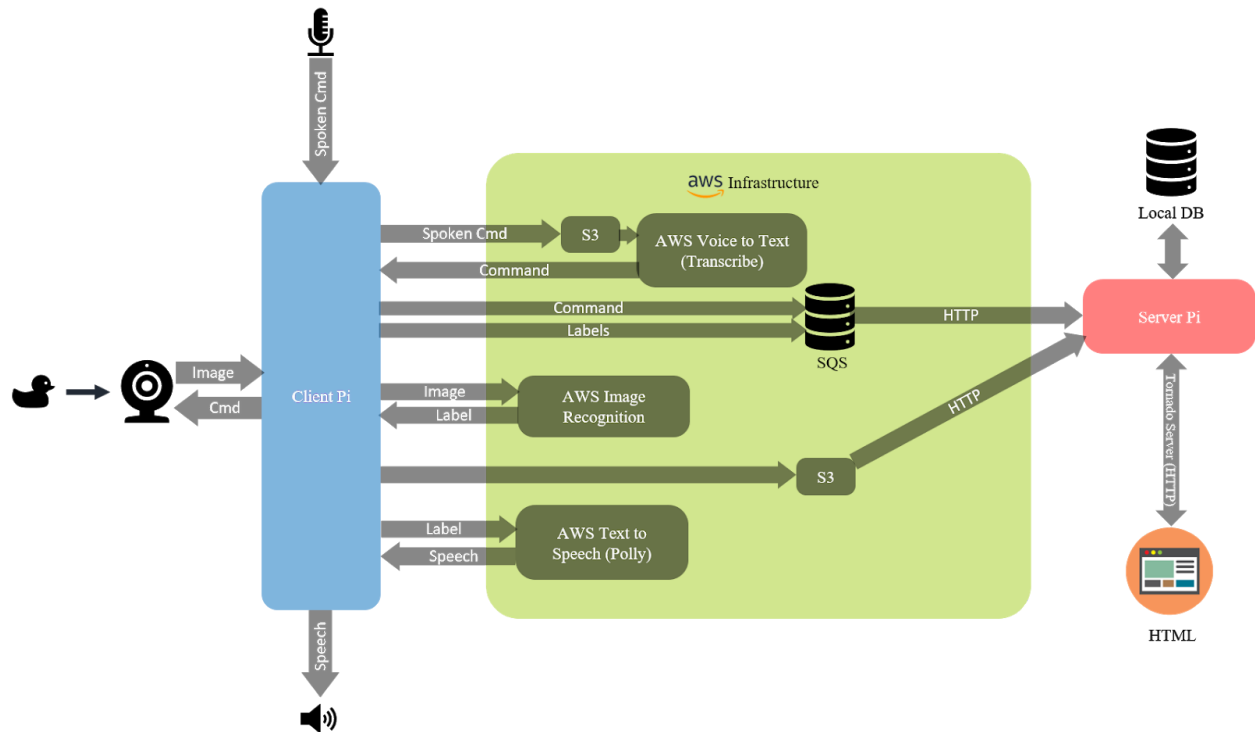 Spoken Cmd
aws Infrastructure
Spoken Cmd
S3
AWS Voice to Text
(Transcribe)
Command
Command
Labels
SQS
HTTP
Local DB
Server Pi
Image
Cmd
Client Pi
Image
Label
AWS Image
Recognition
HTTP
S3
Tornado Server (HTTP)
Label
Speech
AWS Text to
Speech (Polly)
HTML
Speech